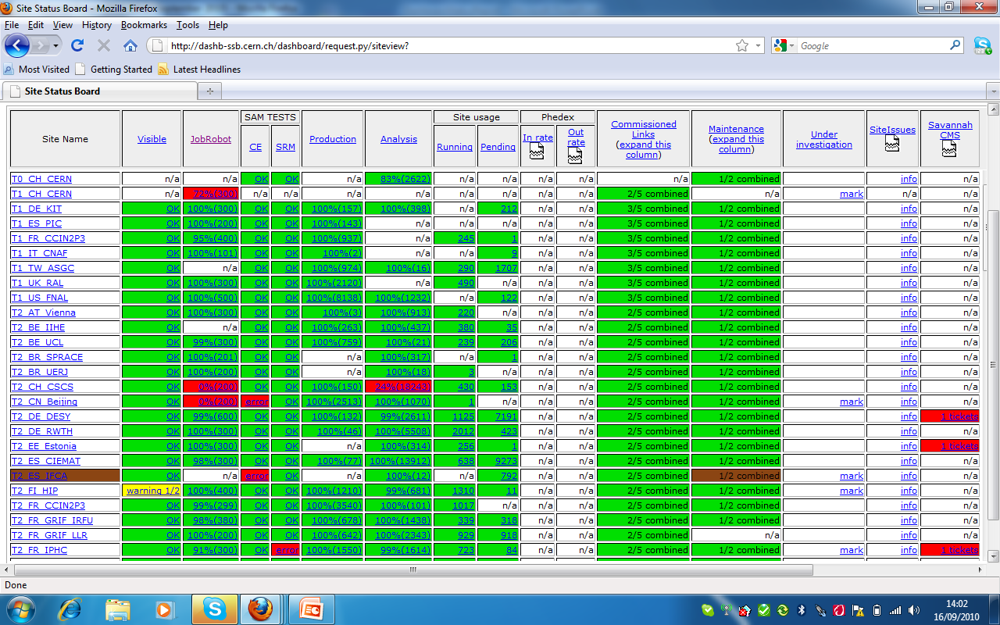 Site Status Board - Mozilla Firefox
File Edit View History Bookmarks Tools Help
http://dashb-ssb.cern.ch/dashboard/request.py/siteview? Google
Most Visited Getting Started Latest Headlines
Site Status Board
Site Name Visible JobRobot SAM TESTS CE SRM Production Analysis Site usage Running Pending Phedex In rate Out rate Commissioned Links (expand this column) Maintenance (expand this column) Under investigation SiteIssues Savannah CMS
T0_CH_CERN n/a n/a OK OK n/a 83%(2622) n/a n/a n/a n/a n/a 1/2 combined info n/a
T1_CH_CERN n/a 72%(300) n/a n/a n/a n/a n/a n/a n/a n/a 2/5 combined n/a mark n/a n/a
T1_DE_KIT OK 100%(300) OK OK 100%(157) 100%(398) n/a 212 n/a n/a 3/5 combined 1/2 combined info n/a
T1_ES_PIC OK 100%(200) OK OK 100%(143) n/a n/a n/a n/a n/a 3/5 combined 1/2 combined info n/a
T1_FR_CCIN2P3 OK 95%(400) OK OK 100%(937) n/a 245 1 n/a n/a 3/5 combined 1/2 combined info n/a
T1_IT_CNAF OK 100%(101) OK OK 100%(2) n/a n/a 9 n/a n/a 3/5 combined 1/2 combined info n/a
T1_TW_ASGC OK n/a OK OK 100%(974) 100%(16) 290 1707 n/a n/a 3/5 combined 1/2 combined info n/a
T1_UK_RAL OK 100%(300) OK OK 100%(2120) n/a 490 n/a n/a n/a 3/5 combined 1/2 combined info n/a
T1_US_FNAL OK 100%(500) OK OK 100%(8138) 100%(1232) n/a 122 n/a n/a 3/5 combined 1/2 combined info n/a
T2_AT_Vienna OK 100%(300) OK OK 100%(3) 100%(913) 220 n/a n/a n/a 2/5 combined 1/2 combined info n/a
T2_BE_IIHE OK n/a OK OK 100%(263) 100%(437) 380 35 n/a n/a 2/5 combined 1/2 combined info n/a
T2_BE_UCL OK 99%(300) OK OK 100%(759) 100%(21) 239 206 n/a n/a 2/5 combined 1/2 combined info n/a
T2_BR_SPRACE OK 100%(201) OK OK n/a 100%(317) n/a 1 n/a n/a 2/5 combined 1/2 combined info n/a
T2_BR_UERJ OK 100%(200) OK OK n/a 100%(18) 3 n/a n/a n/a 2/5 combined 1/2 combined info n/a
T2_CH_CSCS OK 0%(200) OK OK 100%(150) 24%(16243) 430 153 n/a n/a 2/5 combined 1/2 combined info n/a
T2_CN_Beijing OK 0%(200) error OK 100%(2513) 100%(1070) 1 n/a n/a n/a 2/5 combined 1/2 combined mark info n/a
T2_DE_DESY OK 99%(600) OK OK 100%(132) 99%(2611) 1125 7191 n/a n/a 2/5 combined 1/2 combined info 1 tickets
T2_DE_RWTH OK 100%(300) OK OK 100%(46) 100%(5508) 2012 423 n/a n/a 2/5 combined 1/2 combined info n/a
T2_EE_Estonia OK 100%(300) OK OK n/a 100%(314) 256 1 n/a n/a 2/5 combined 1/2 combined info 1 tickets
T2_ES_CIEMAT OK 98%(300) OK OK 100%(77) 100%(13912) 638 9273 n/a n/a 2/5 combined 1/2 combined info n/a
T2_ES_IFCA OK n/a error OK n/a 100%(12) n/a 792 n/a n/a 2/5 combined 1/2 combined mark info n/a
T2_FI_HIP warning 1/2 100%(400) OK OK 100%(1210) 99%(681) 1310 11 n/a n/a 2/5 combined 1/2 combined mark info n/a
T2_FR_CCIN2P3 OK 99%(299) OK OK 100%(3540) 100%(101) 1017 n/a n/a n/a 2/5 combined 1/2 combined info n/a
T2_FR_GRIF_IRFU OK 98%(380) OK OK 100%(678) 100%(1438) 339 318 n/a n/a 2/5 combined 1/2 combined info n/a
T2_FR_GRIF_LLR OK 100%(200) OK OK 100%(642) 100%(2343) 929 918 n/a n/a 2/5 combined n/a info n/a
T2_FR_IPHC OK 91%(300) OK error 100%(1550) 99%(1614) 723 84 n/a n/a 2/5 combined 1/2 combined mark info 1 tickets
Done
14:02
16/09/2010